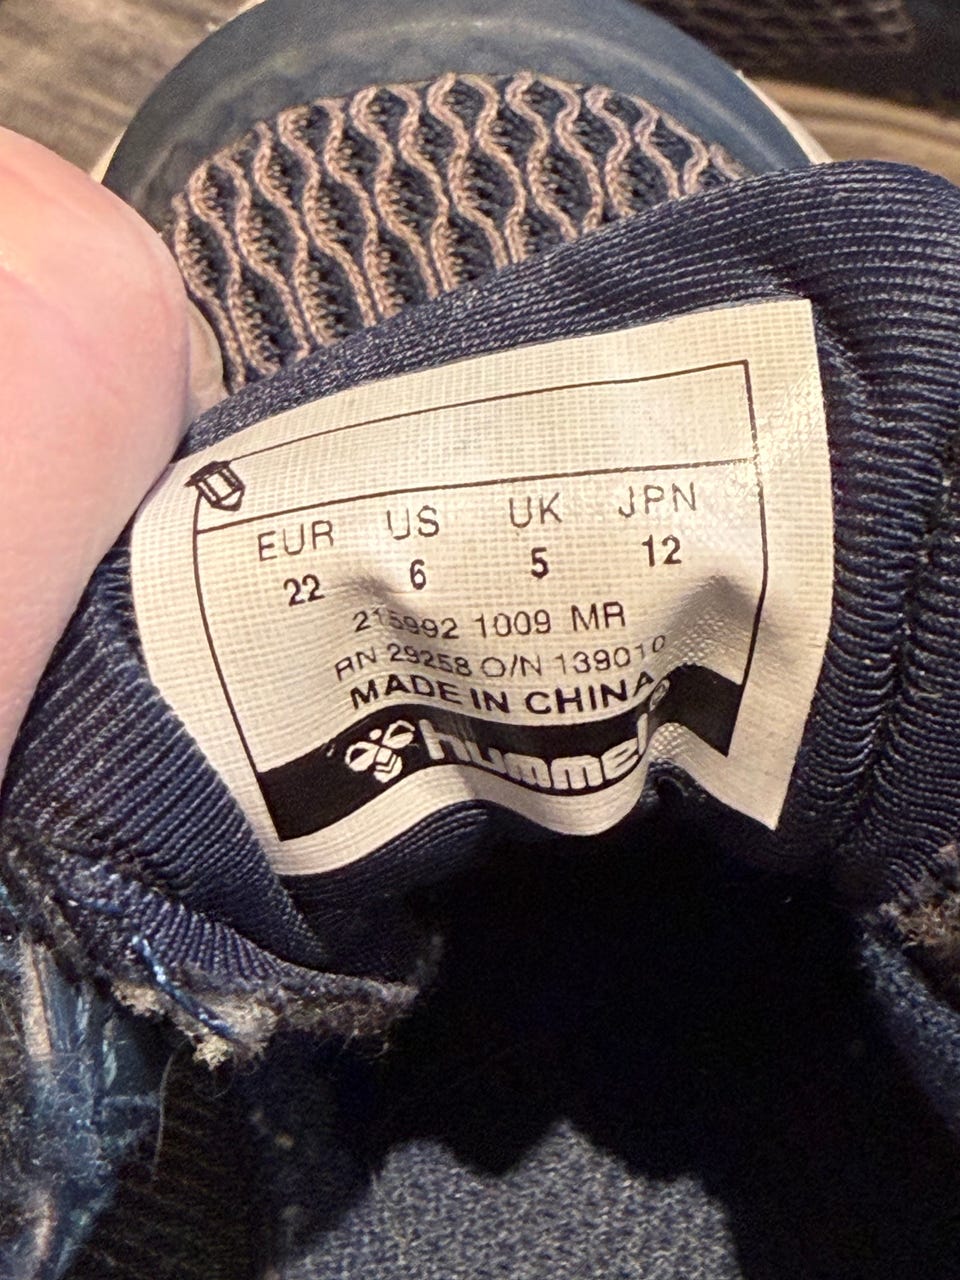 EUR US UK JPN
22 6 5 12
215992 1009 MR
RN 29258 O/N 139010
MADE IN CHINA
hummel®